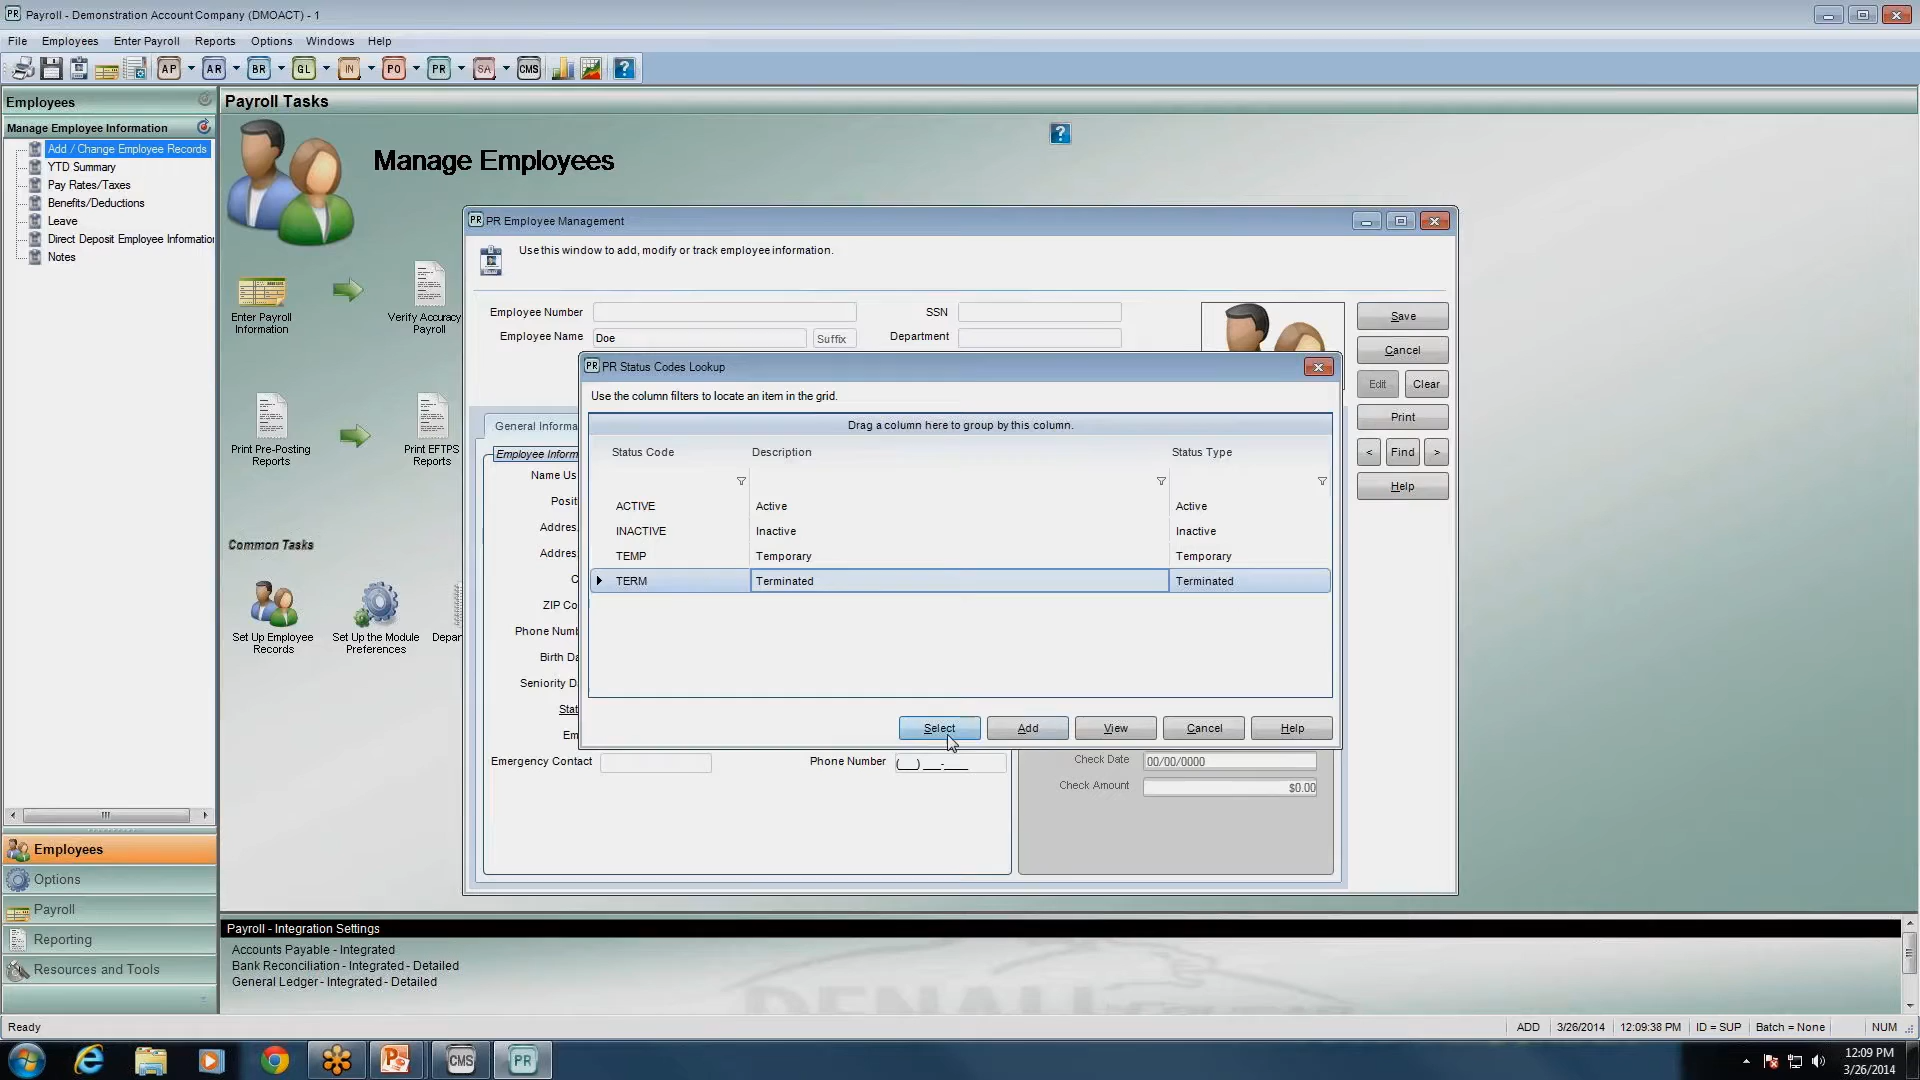 Payroll - Demonstration Account Company (DMOACT) - 1
File Employees Enter Payroll Reports Options Windows Help
AP AR BR GL IN PO PR SA CMS ?
Employees
Payroll Tasks
Manage Employee Information
Add / Change Employee Records
YTD Summary
Pay Rates/Taxes
Benefits/Deductions
Leave
Direct Deposit Employee Information
Notes
Manage Employees
?
Enter Payroll
Information
Verify Accuracy
Payroll
Print Pre-Posting
Reports
Print EFTPS
Reports
Common Tasks
Set Up Employee
Records
Set Up the Module
Preferences
Depar
PR PR Employee Management
Use this window to add, modify or track employee information.
Employee Number
SSN
Employee Name Doe Suffix
Department
Save
Cancel
Edit Clear
Print
< Find >
Help
General Informa
Employee Inform
Name Us
Posit
Addres
Addres
C
ZIP Co
Phone Numb
Birth Da
Seniority D
Stat
Em
Emergency Contact
Phone Number (___) ___-____
Check Date 00/00/0000
Check Amount $0.00
PR PR Status Codes Lookup
Use the column filters to locate an item in the grid.
Drag a column here to group by this column.
Status Code Description Status Type
ACTIVE Active Active
INACTIVE Inactive Inactive
TEMP Temporary Temporary
TERM Terminated Terminated
Select Add View Cancel Help
Employees
Options
Payroll
Reporting
Resources and Tools
Payroll - Integration Settings
Accounts Payable - Integrated
Bank Reconciliation - Integrated - Detailed
General Ledger - Integrated - Detailed
DENALI
Ready
ADD 3/26/2014 12:09:38 PM ID = SUP Batch = None NUM
CMS PR
12:09 PM
3/26/2014